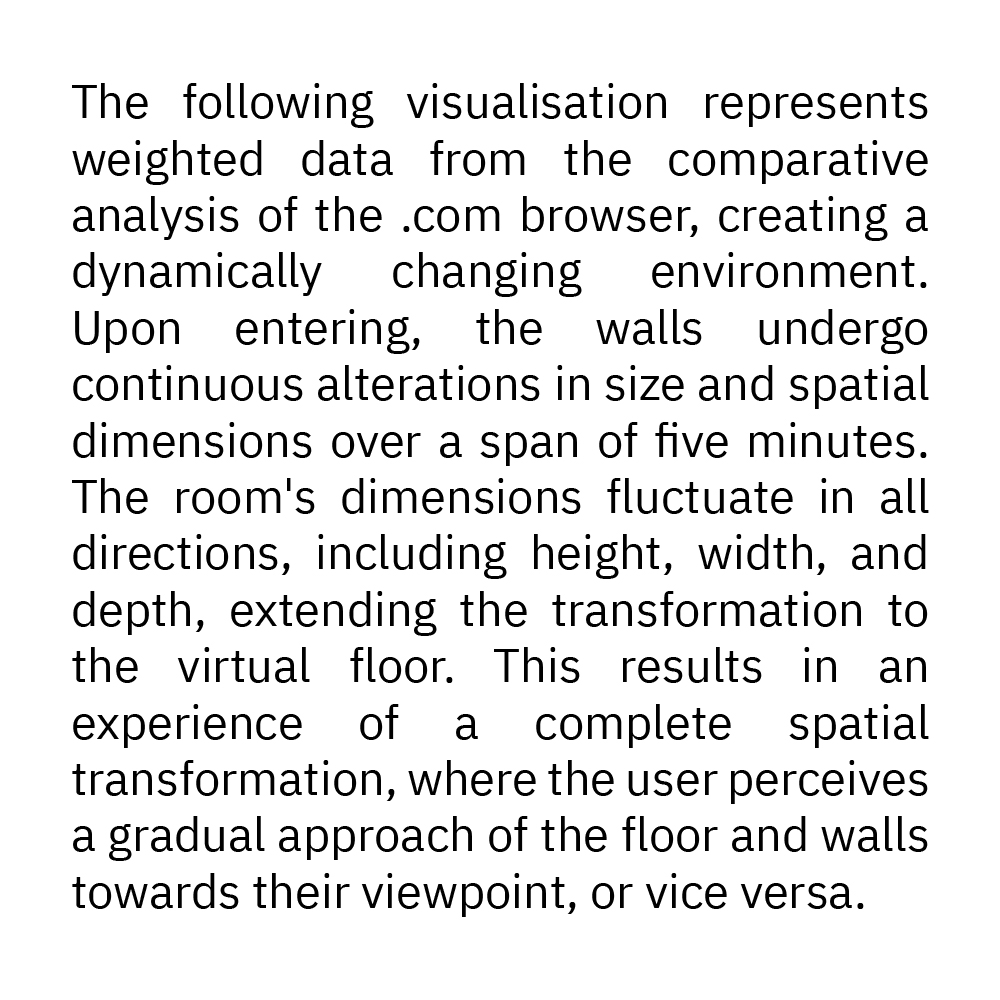 The following visualisation represents
weighted data from the comparative
analysis of the .com browser, creating a
dynamically changing environment.
Upon entering, the walls undergo
continuous alterations in size and spatial
dimensions over a span of five minutes.
The room's dimensions fluctuate in all
directions, including height, width, and
depth, extending the transformation to
the virtual floor. This results in an
experience of a complete spatial
transformation, where the user perceives
a gradual approach of the floor and walls
towards their viewpoint, or vice versa.